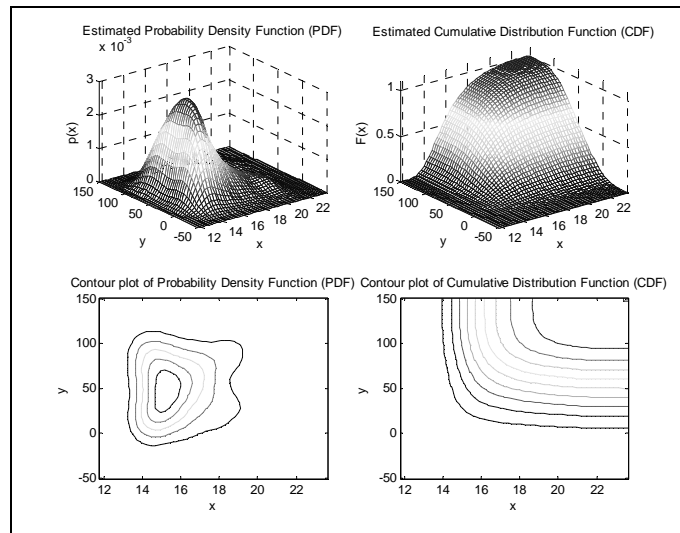 Estimated Probability Density Function (PDF)
x 10-3
3
2
1
0
p(x)
150
100
50
0
-50
y
12 14 16 18 20 22
x
Estimated Cumulative Distribution Function (CDF)
1
0.5
0
F(x)
150
100
50
0
-50
y
12 14 16 18 20 22
x
Contour plot of Probability Density Function (PDF)
150
100
50
0
-50
y
12 14 16 18 20 22
x
Contour plot of Cumulative Distribution Function (CDF)
150
100
50
0
-50
y
12 14 16 18 20 22
x